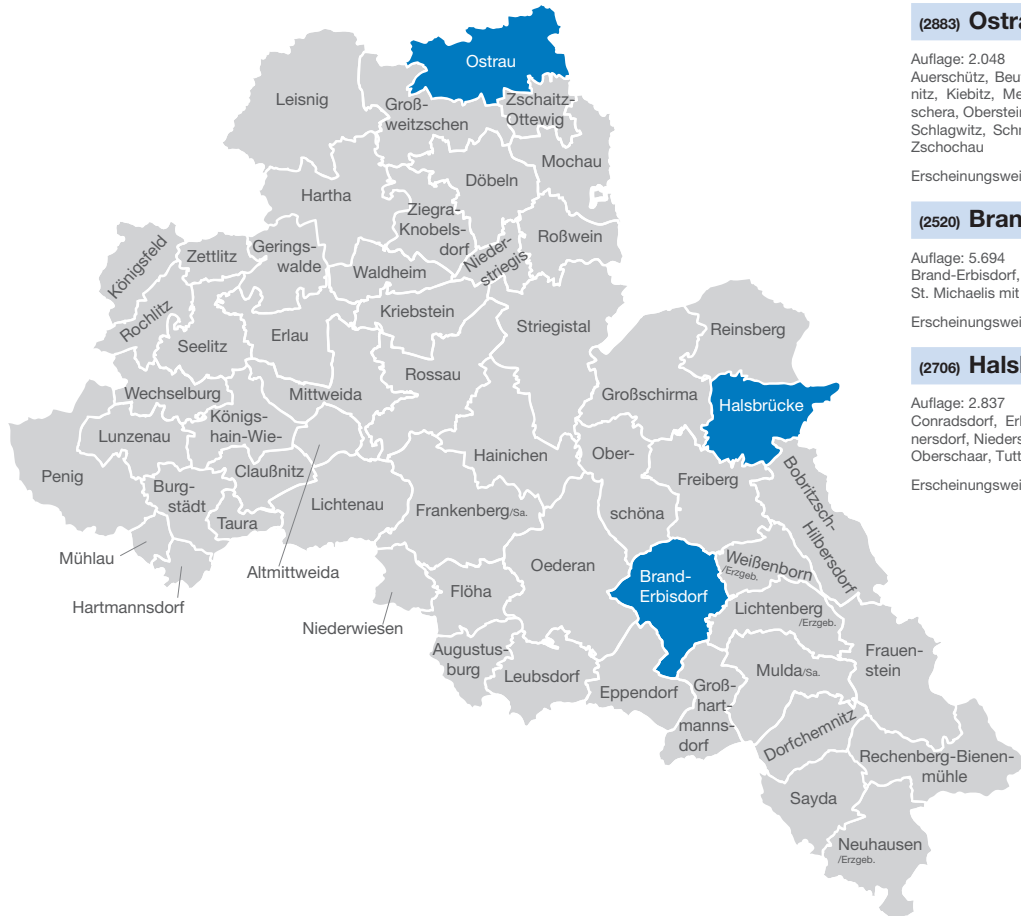 Ostrau
Leisnig
Groß-
weitzschen
Zschaitz-
Ottewig
Mochau
Döbeln
Hartha
Ziegra-
Knobels-
dorf
Roßwein
Nieder-
striegis
Königsfeld
Zettlitz
Gerings-
walde
Waldheim
Kriebstein
Striegistal
Rochlitz
Seelitz
Erlau
Reinsberg
Rossau
Wechselburg
Mittweida
Großschirma
Halsbrücke
Königs-
hain-Wie-
Lunzenau
Hainichen
Ober-
schöna
Penig
Claußnitz
Burg-
städt
Freiberg
Bobritzsch-
Hilbersdorf
Lichtenau
Frankenberg/Sa.
Taura
Mühlau
Altmittweida
Hartmannsdorf
Oederan
Weißenborn
/Erzgeb.
Brand-
Erbisdorf
Flöha
Lichtenberg
/Erzgeb.
Niederwiesen
Augustus-
burg
Leubsdorf
Eppendorf
Groß-
hart-
manns-
dorf
Mulda/Sa.
Frauen-
stein
Dorfchemnitz
Rechenberg-Bienen-
mühle
Sayda
Neuhausen
/Erzgeb.
(2883) Ostra
Auflage: 2.048
Auerschütz, Beu
nitz, Kiebitz, Me
schera, Oberstein
Schlagwitz, Schr
Zschochau
Erscheinungswei
(2520) Bran
Auflage: 5.694
Brand-Erbisdorf,
St. Michaelis mit
Erscheinungswei
(2706) Halsl
Auflage: 2.837
Conradsdorf, Erl
nersdorf, Nieders
Oberschaar, Tutt
Erscheinungswei